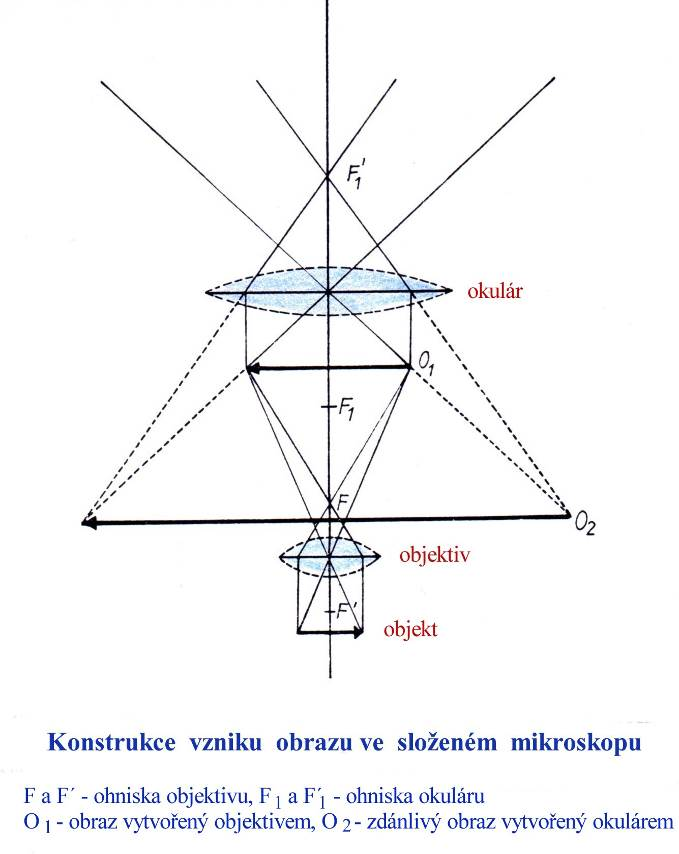 F₁′
okulár
O₁
F₁
F
O₂
objektiv
F′
objekt
Konstrukce vzniku obrazu ve složeném mikroskopu
F a F´ - ohniska objektivu, F₁ a F´₁ - ohniska okuláru
O₁ - obraz vytvořený objektivem, O₂ - zdánlivý obraz vytvořený okulárem